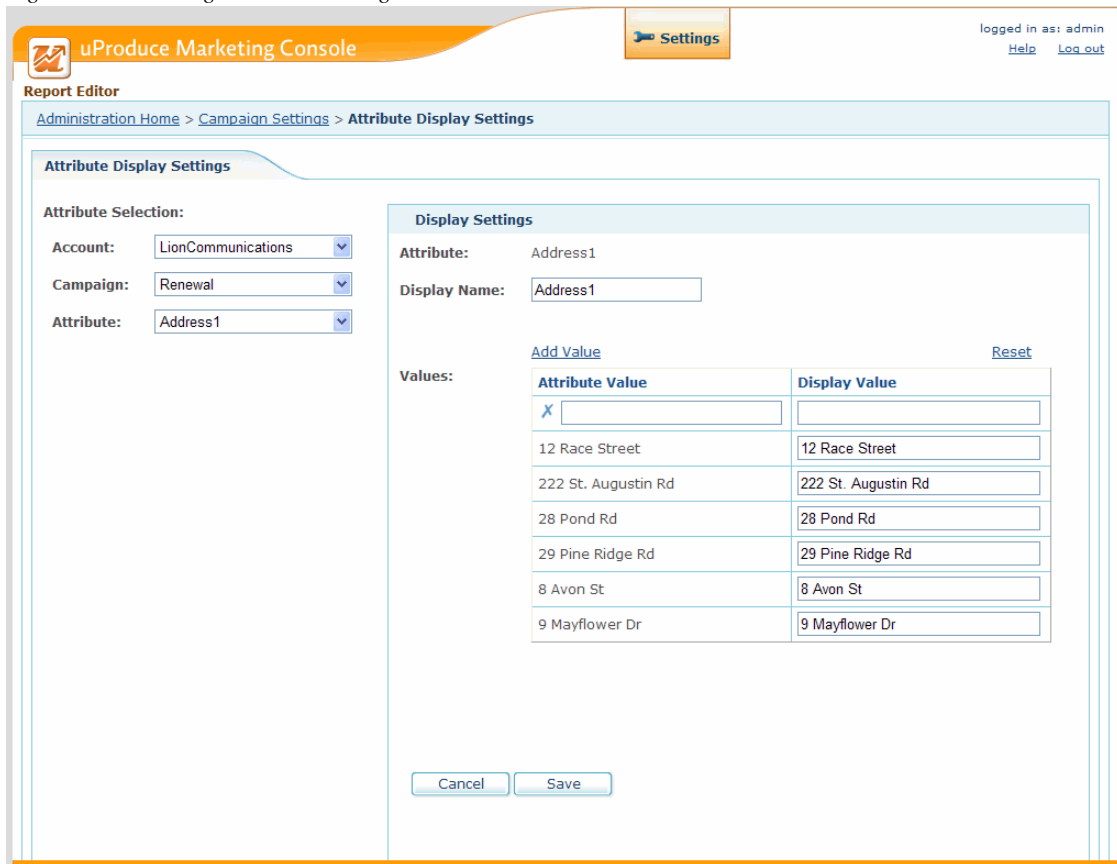 uProduce Marketing Console
Settings
logged in as: admin
Help Log out
Report Editor
Administration Home > Campaign Settings > Attribute Display Settings
Attribute Display Settings
Attribute Selection:
Account: LionCommunications
Campaign: Renewal
Attribute: Address1
Display Settings
Attribute: Address1
Display Name: Address1
Add Value Reset
Values:
Attribute Value Display Value
X
12 Race Street 12 Race Street
222 St. Augustin Rd 222 St. Augustin Rd
28 Pond Rd 28 Pond Rd
29 Pine Ridge Rd 29 Pine Ridge Rd
8 Avon St 8 Avon St
9 Mayflower Dr 9 Mayflower Dr
Cancel Save